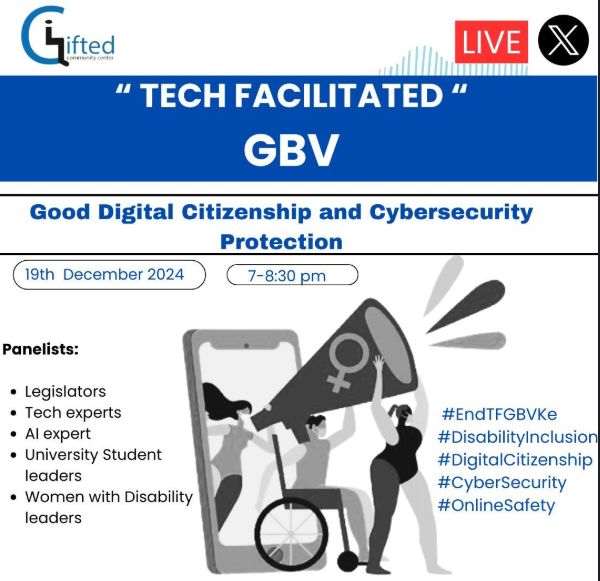 Gifted
community center
LIVE
X
“ TECH FACILITATED “
GBV
Good Digital Citizenship and Cybersecurity
Protection
19th December 2024
7-8:30 pm
Panelists:
• Legislators
• Tech experts
• AI expert
• University Student
leaders
• Women with Disability
leaders
#EndTFGBVKe
#DisabilityInclusion
#DigitalCitizenship
#CyberSecurity
#OnlineSafety